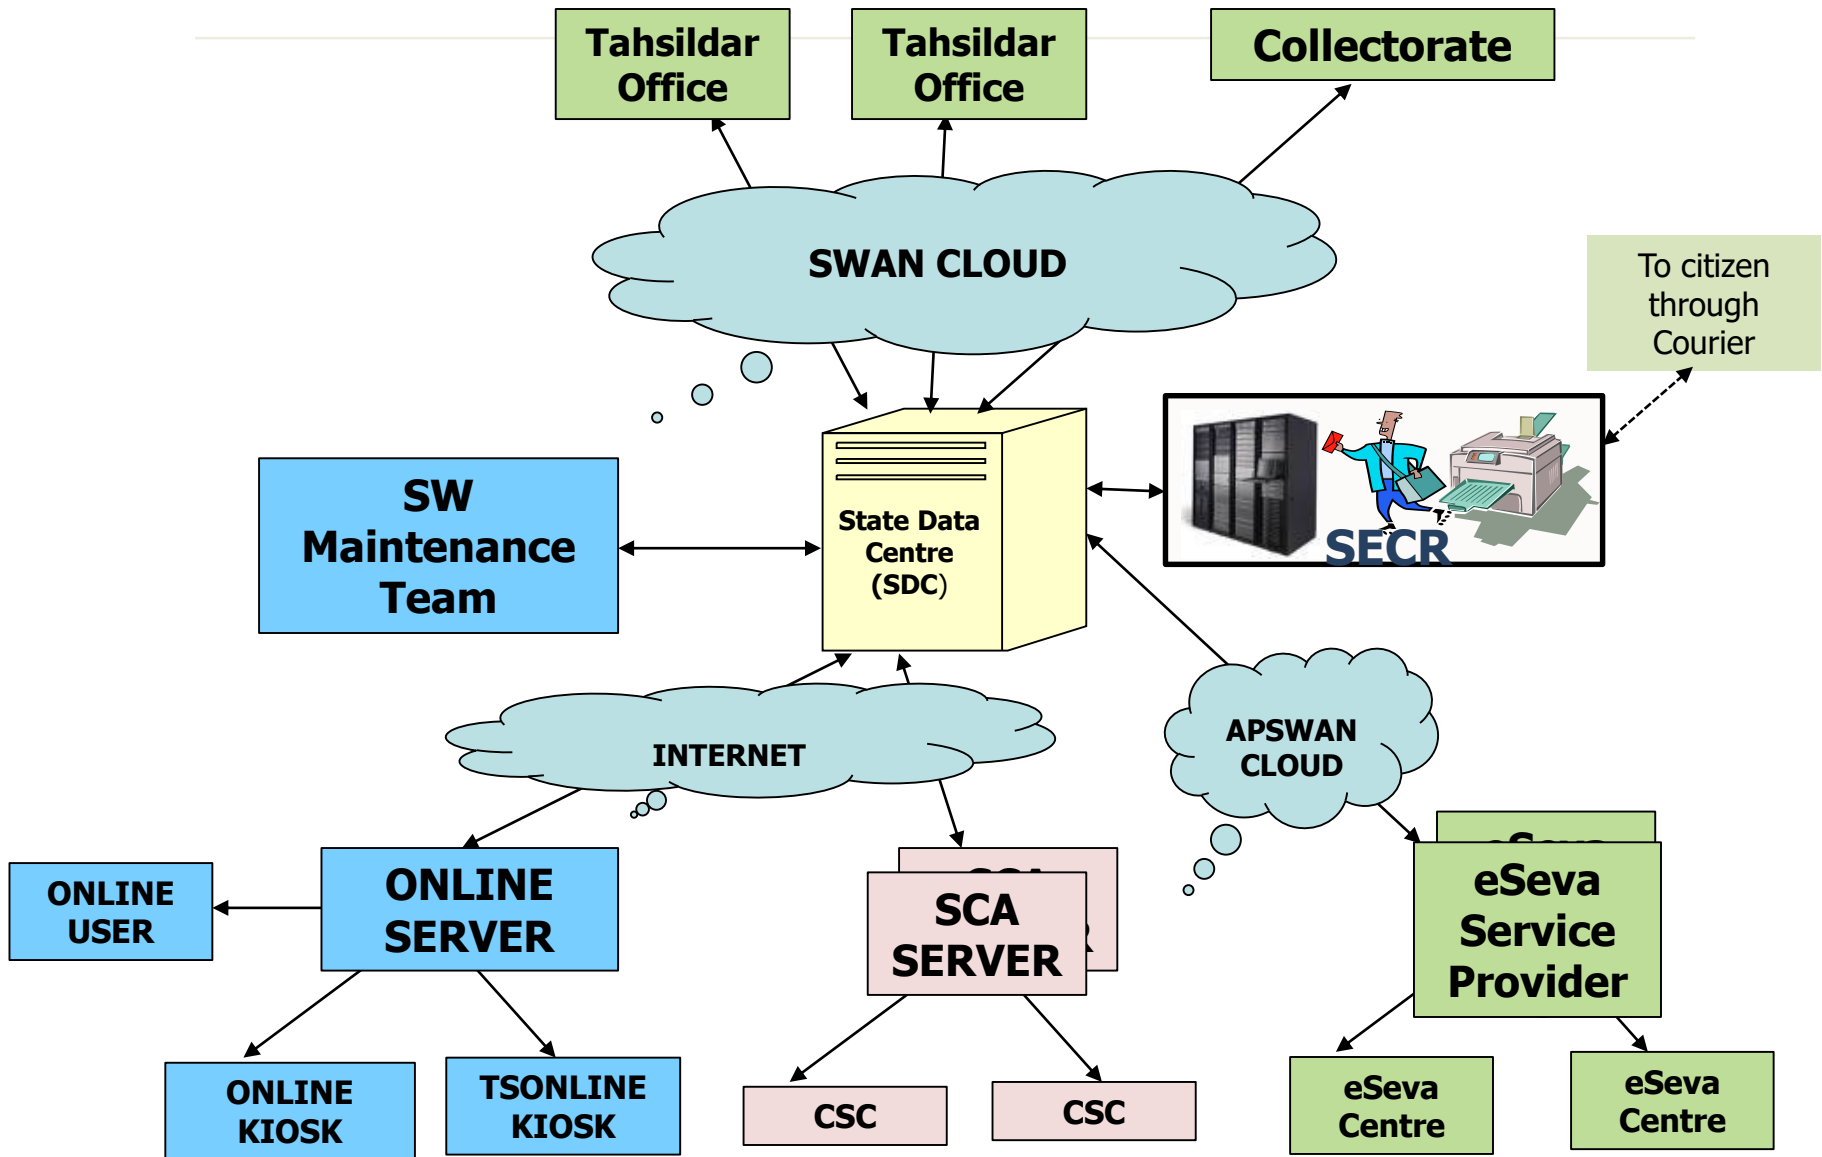 Tahsildar
Office
Tahsildar
Office
Collectorate
SWAN CLOUD
To citizen
through
Courier
SW
Maintenance
Team
State Data
Centre
(SDC)
SECR
INTERNET
APSWAN
CLOUD
ONLINE
USER
ONLINE
SERVER
SCA
SERVER
eSeva
eSeva
Service
Provider
ONLINE
KIOSK
TSONLINE
KIOSK
CSC
CSC
eSeva
Centre
eSeva
Centre